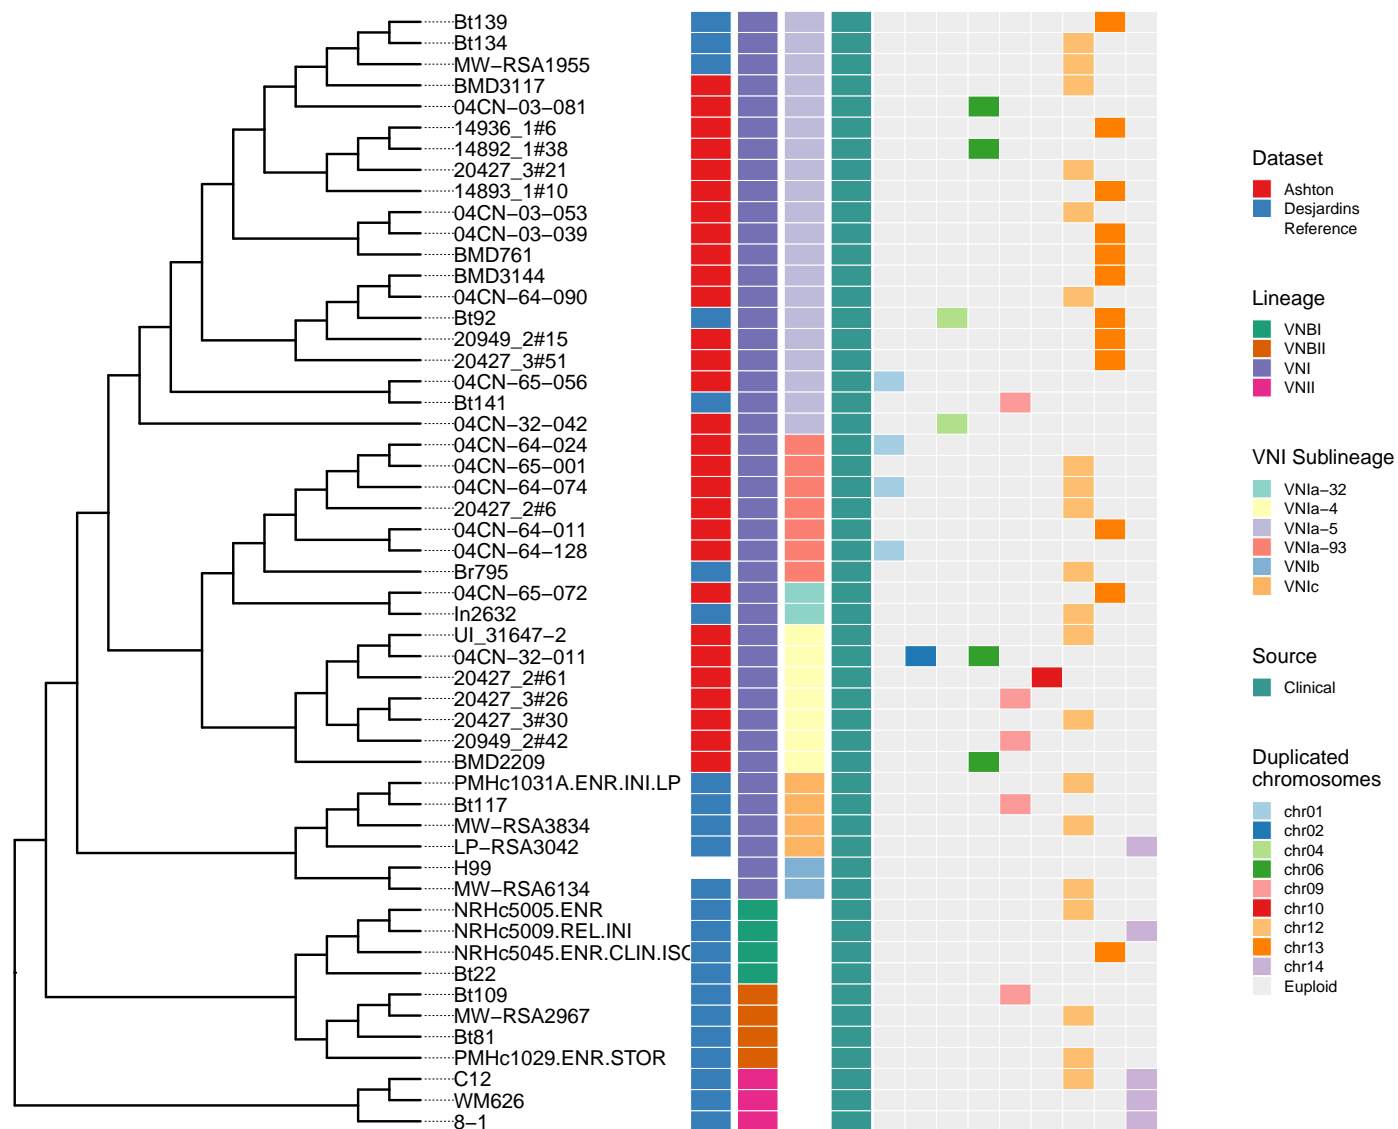 Bt139
Bt134
MW−RSA1955
BMD3117
04CN−03−081
14936_1#6
14892_1#38
20427_3#21
14893_1#10
04CN−03−053
04CN−03−039
BMD761
BMD3144
04CN−64−090
Bt92
20949_2#15
20427_3#51
04CN−65−056
Bt141
04CN−32−042
04CN−64−024
04CN−65−001
04CN−64−074
20427_2#6
04CN−64−011
04CN−64−128
Br795
04CN−65−072
In2632
UI_31647−2
04CN−32−011
20427_2#61
20427_3#26
20427_3#30
20949_2#42
BMD2209
PMHc1031A.ENR.INI.LP
Bt117
MW−RSA3834
LP−RSA3042
H99
MW−RSA6134
NRHc5005.ENR
NRHc5009.REL.INI
NRHc5045.ENR.CLIN.ISO
Bt22
Bt109
MW−RSA2967
Bt81
PMHc1029.ENR.STOR
C12
WM626
8−1
Dataset
Ashton
Desjardins
Reference
Lineage
VNBI
VNBII
VNI
VNII
VNI Sublineage
VNIa−32
VNIa−4
VNIa−5
VNIa−93
VNIb
VNIc
Source
Clinical
Duplicated
chromosomes
chr01
chr02
chr04
chr06
chr09
chr10
chr12
chr13
chr14
Euploid